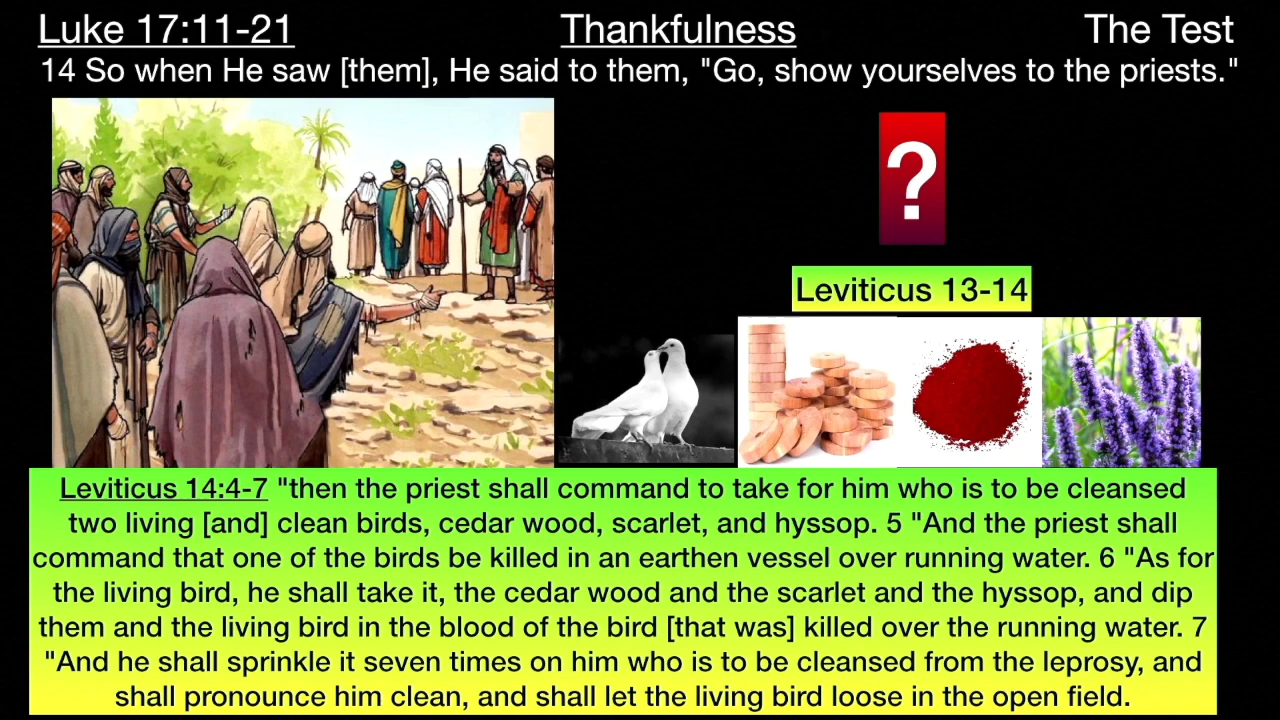 Luke 17:11-21 Thankfulness The Test
14 So when He saw [them], He said to them, "Go, show yourselves to the priests."
?
Leviticus 13-14
Leviticus 14:4-7 "then the priest shall command to take for him who is to be cleansed
two living [and] clean birds, cedar wood, scarlet, and hyssop. 5 "And the priest shall
command that one of the birds be killed in an earthen vessel over running water. 6 "As for
the living bird, he shall take it, the cedar wood and the scarlet and the hyssop, and dip
them and the living bird in the blood of the bird [that was] killed over the running water. 7
"And he shall sprinkle it seven times on him who is to be cleansed from the leprosy, and
shall pronounce him clean, and shall let the living bird loose in the open field.